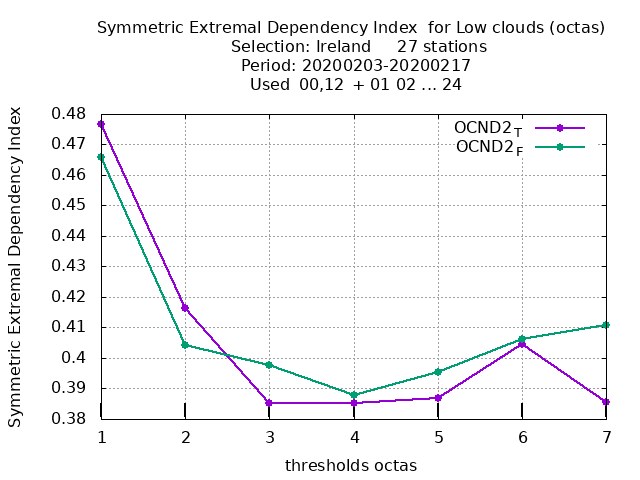 Symmetric Extremal Dependency Index for Low clouds (octas)
Selection: Ireland 27 stations
Period: 20200203-20200217
Used 00,12 + 01 02 ... 24
Symmetric Extremal Dependency Index
OCND2 T
OCND2 F
0.48
0.47
0.46
0.45
0.44
0.43
0.42
0.41
0.4
0.39
0.38
1 2 3 4 5 6 7
thresholds octas